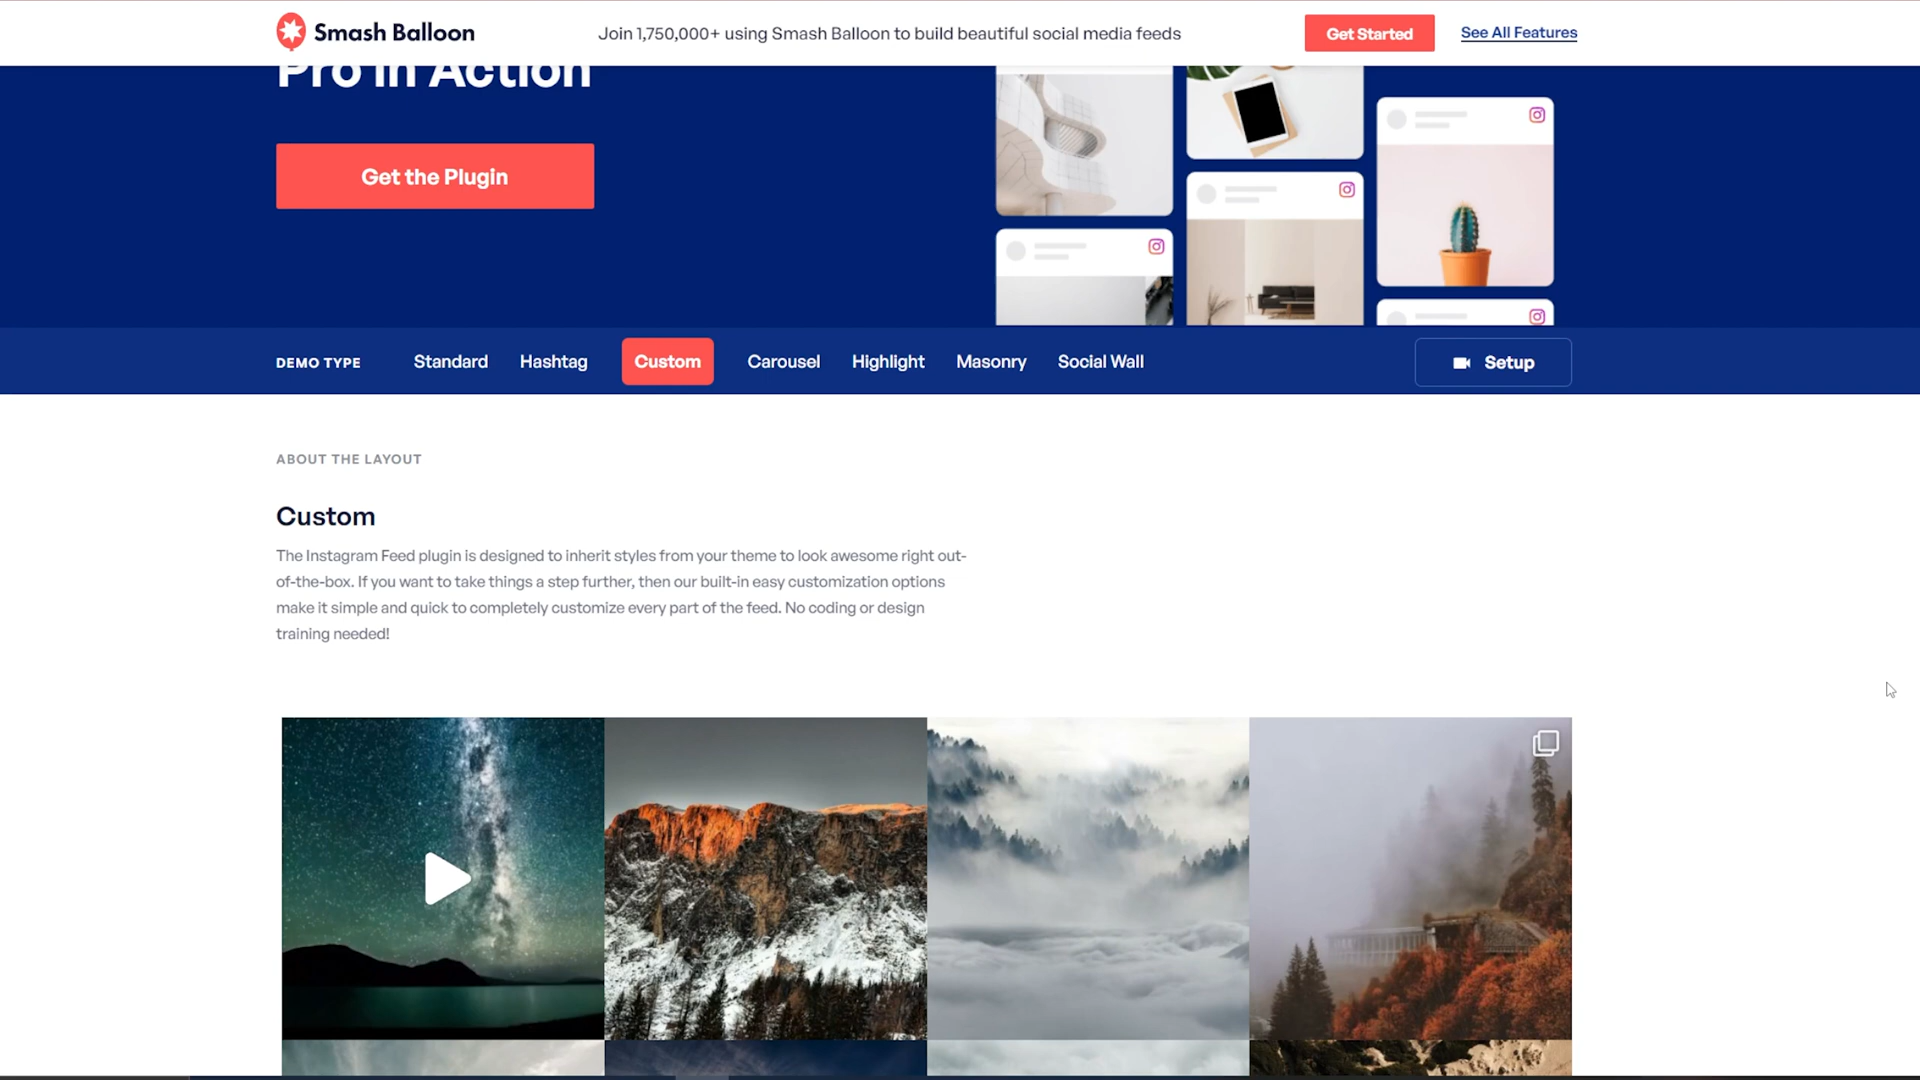 Smash Balloon
Join 1,750,000+ using Smash Balloon to build beautiful social media feeds
Get Started
See All Features
Pro in Action
Get the Plugin
DEMO TYPE
Standard
Hashtag
Custom
Carousel
Highlight
Masonry
Social Wall
Setup
ABOUT THE LAYOUT
Custom
The Instagram Feed plugin is designed to inherit styles from your theme to look awesome right out-
of-the-box. If you want to take things a step further, then our built-in easy customization options
make it simple and quick to completely customize every part of the feed. No coding or design
training needed!